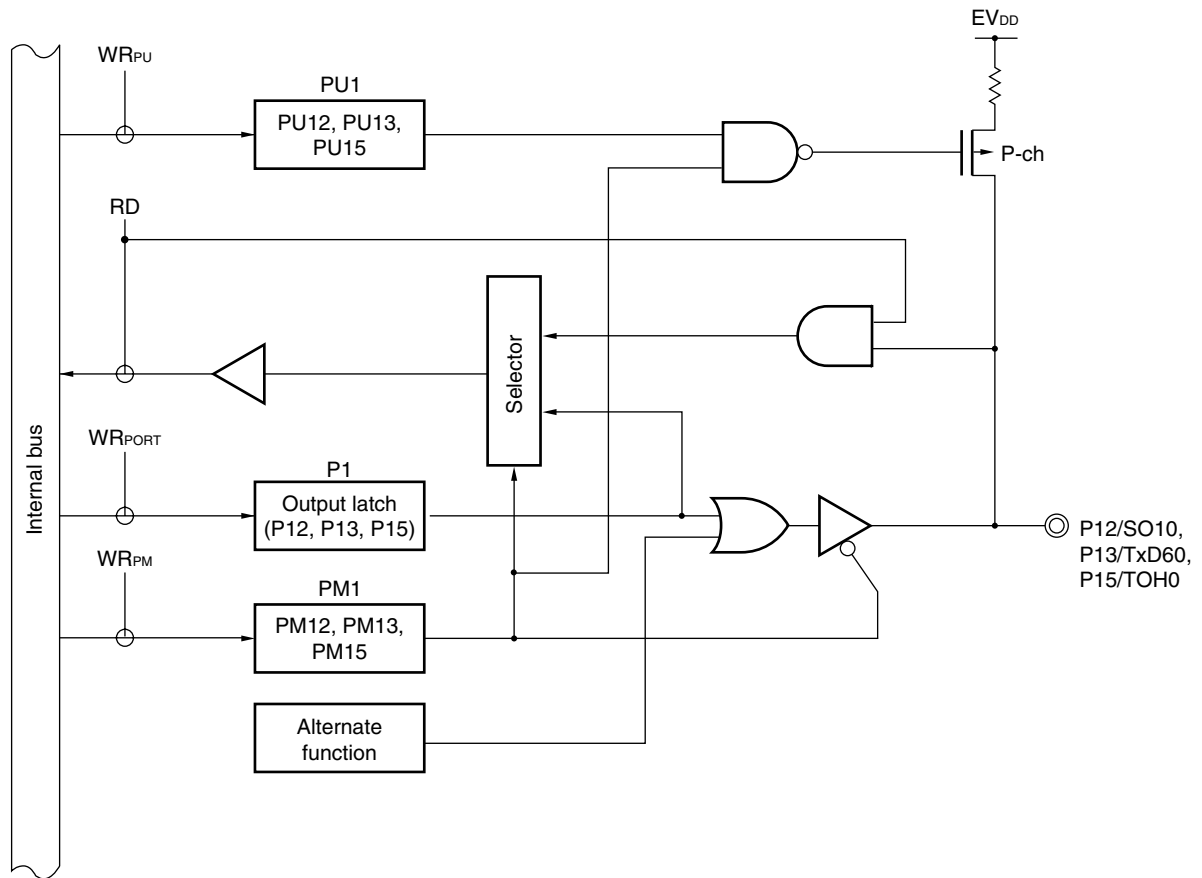 EVDD
WRPU
PU1
PU12, PU13,
PU15
P-ch
RD
Selector
Internal bus
WRPORT
P1
Output latch
(P12, P13, P15)
P12/SO10,
P13/TxD60,
P15/TOH0
WRPM
PM1
PM12, PM13,
PM15
Alternate
function